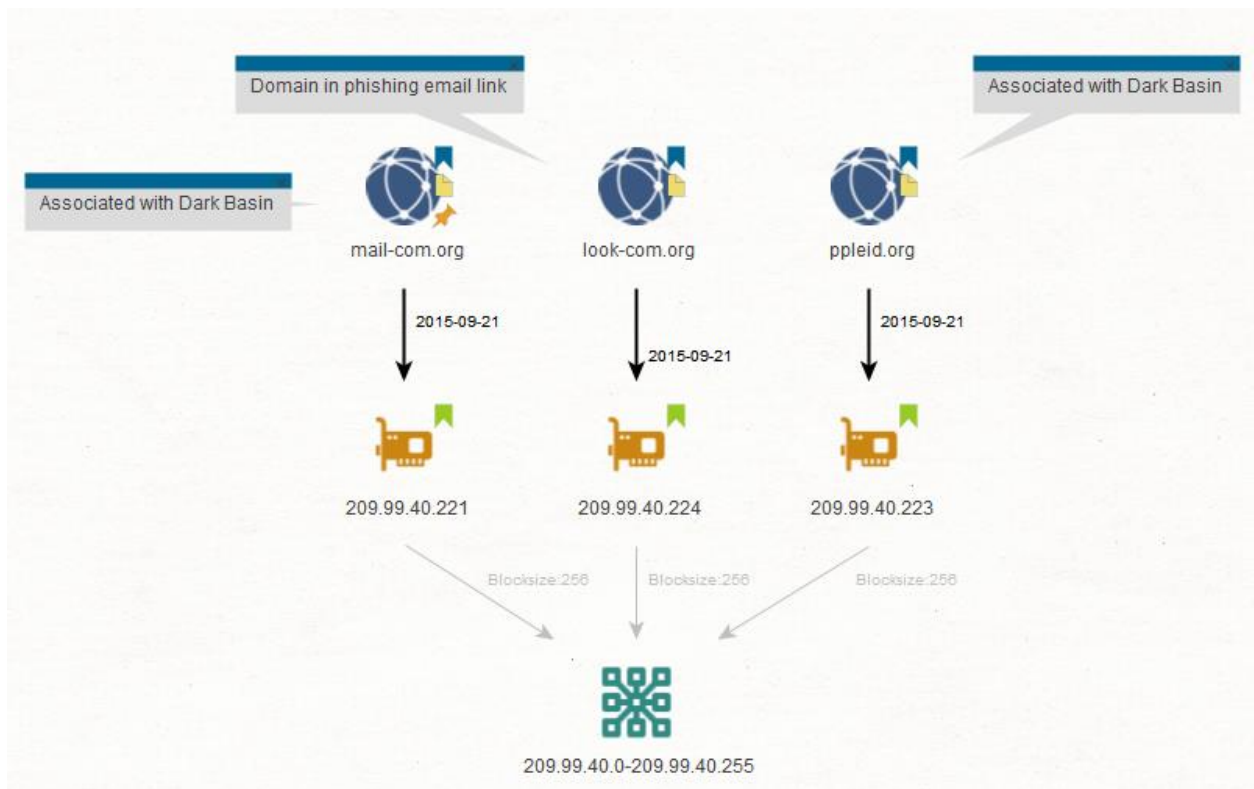 Domain in phishing email link
Associated with Dark Basin
Associated with Dark Basin
mail-com.org
look-com.org
ppleid.org
2015-09-21
2015-09-21
2015-09-21
209.99.40.221
209.99.40.224
209.99.40.223
Blocksize:256
Blocksize:256
Blocksize:256
209.99.40.0-209.99.40.255